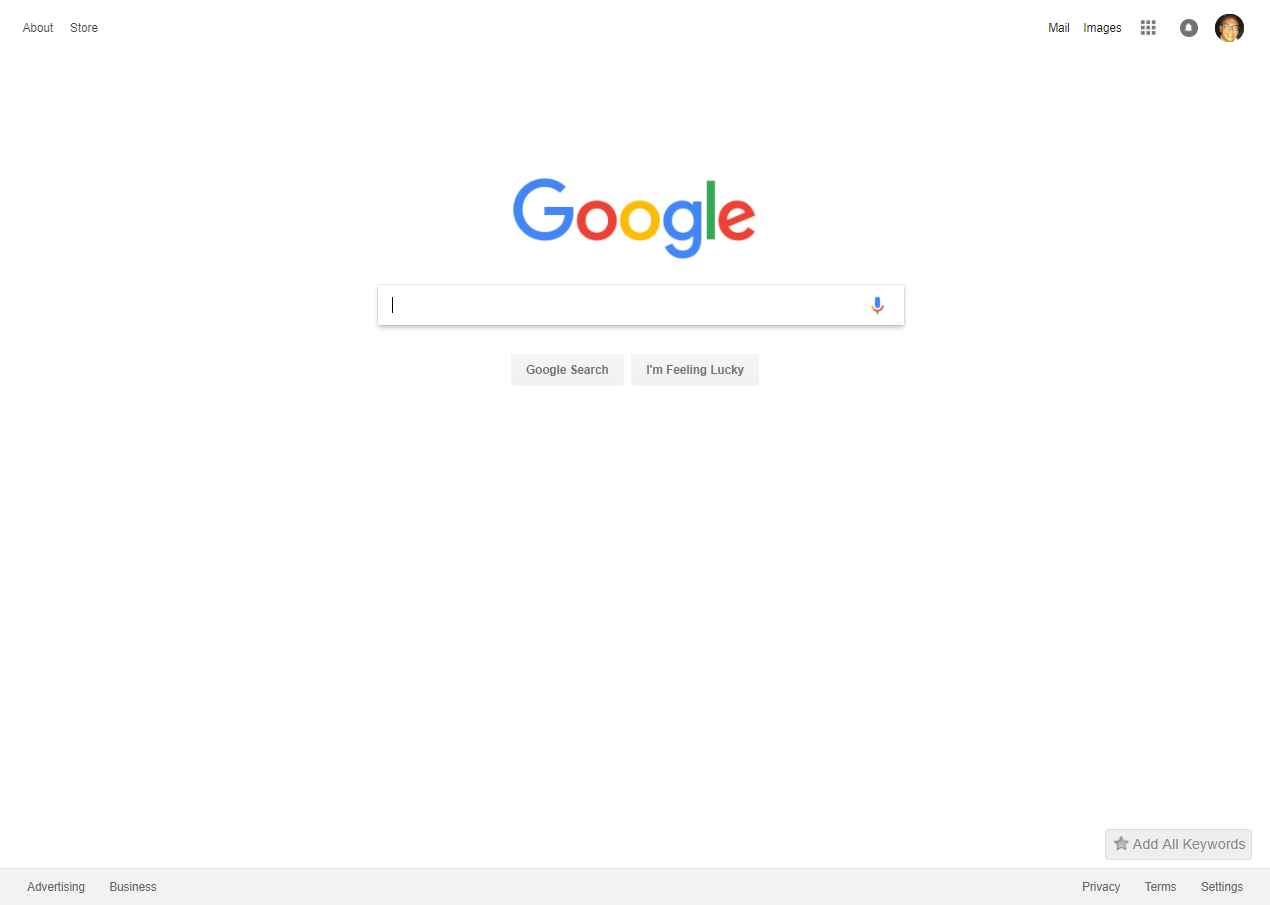 About Store Mail Images
Google
Google Search I'm Feeling Lucky
Add All Keywords
Advertising Business Privacy Terms Settings